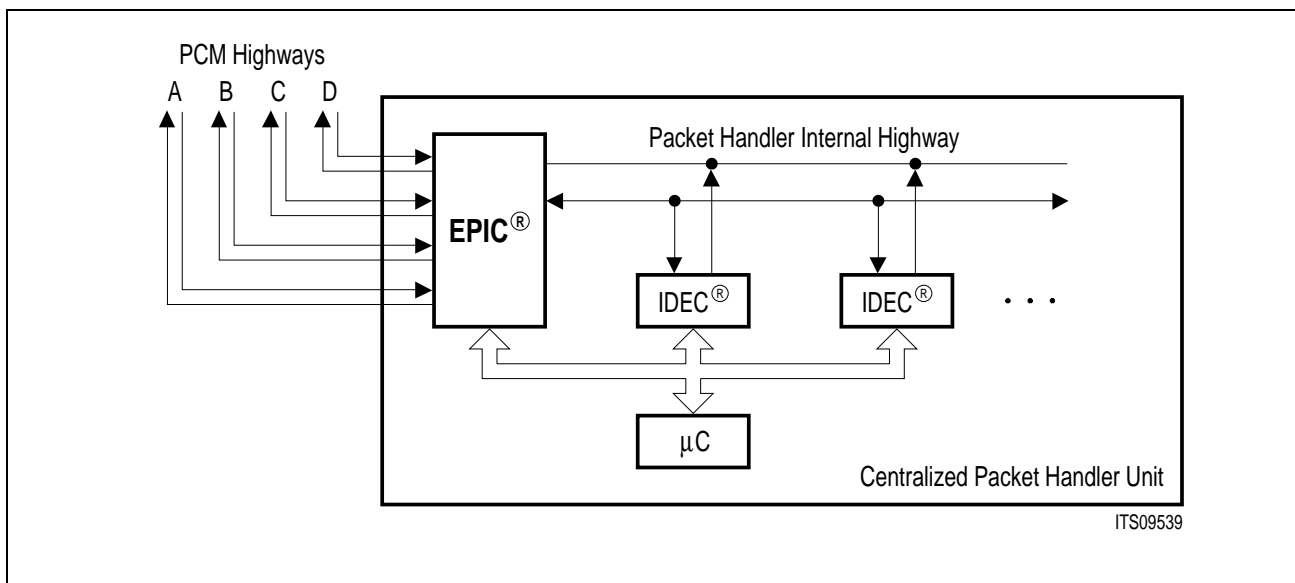 PCM Highways
A B C D
Packet Handler Internal Highway
EPIC®
IDEC® IDEC® . . .
μC
Centralized Packet Handler Unit
ITS09539